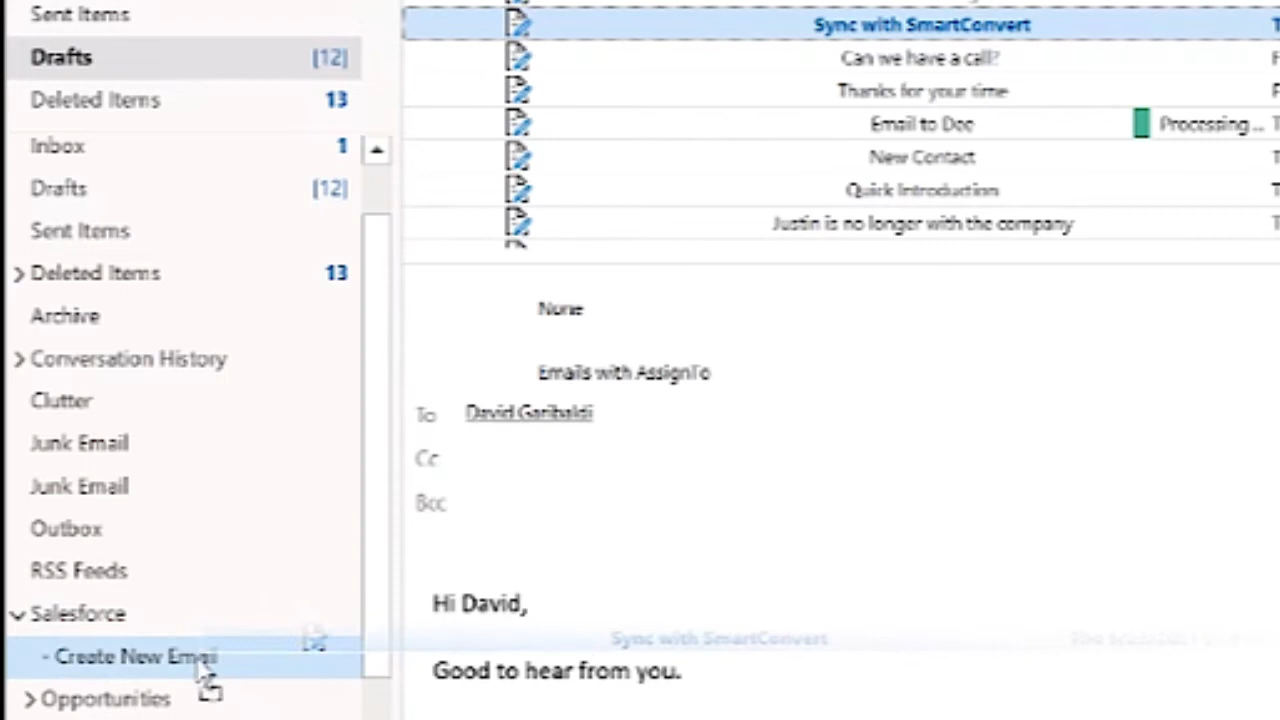 Sent Items
Drafts [12]
Deleted Items 13
Inbox 1
Drafts [12]
Sent Items
Deleted Items 13
Archive
Conversation History
Clutter
Junk Email
Junk Email
Outbox
RSS Feeds
Salesforce
- Create New Email
Opportunities
Sync with SmartConvert
Can we have a call?
Thanks for your time
Email to Doc Processing...
New Contact
Quick Introduction
Justin is no longer with the company
None
Emails with AssignTo
To David Garibaldi
Cc
Bcc
Hi David,
Sync with SmartConvert
Good to hear from you.